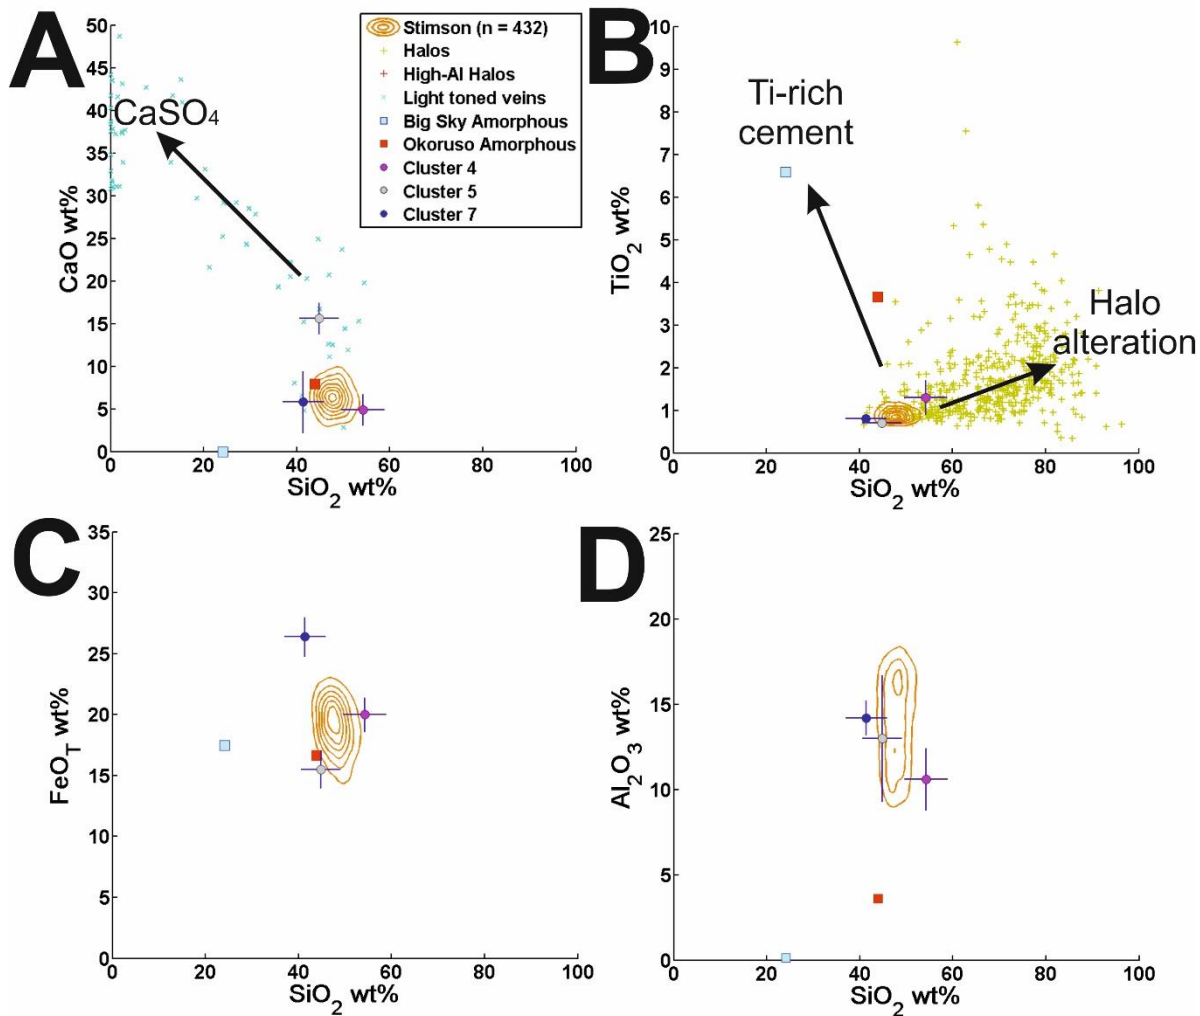 A
50
45
40
35
30
25
20
15
10
5
0
CaO wt%
CaSO₄
0
20
40
60
80
100
SiO₂ wt%
Stimson (n = 432)
Halos
High-Al Halos
Light toned veins
Big Sky Amorphous
Okoruso Amorphous
Cluster 4
Cluster 5
Cluster 7
B
10
9
8
7
6
5
4
3
2
1
0
TiO₂ wt%
Ti-rich
cement
Halo
alteration
0
20
40
60
80
100
SiO₂ wt%
C
35
30
25
20
15
10
5
0
FeO_T wt%
0
20
40
60
80
100
SiO₂ wt%
D
25
20
15
10
5
0
Al₂O₃ wt%
0
20
40
60
80
100
SiO₂ wt%